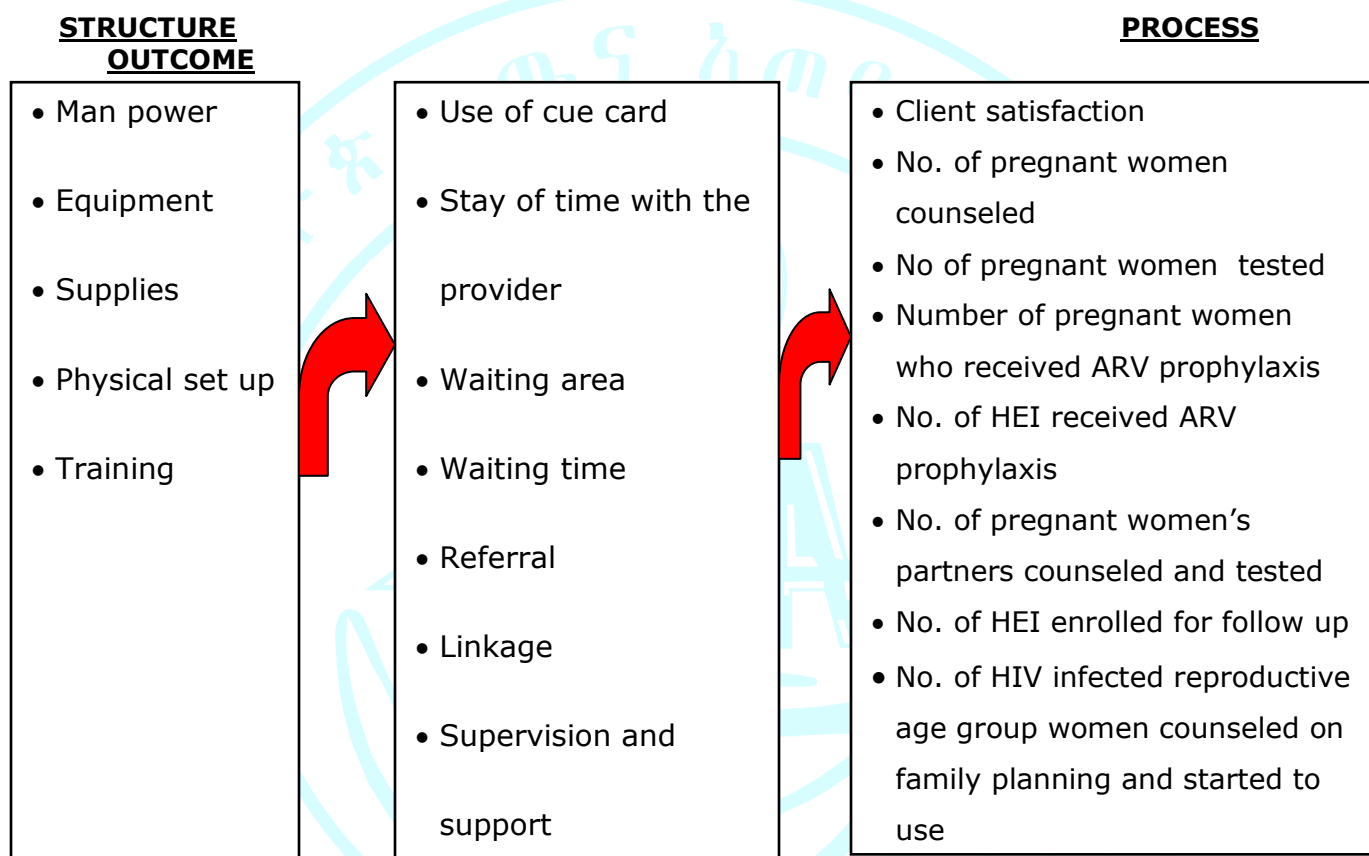 STRUCTURE
PROCESS
OUTCOME
• Man power
• Equipment
• Supplies
• Physical set up
• Training
• Use of cue card
• Stay of time with the
provider
• Waiting area
• Waiting time
• Referral
• Linkage
• Supervision and
support
• Client satisfaction
• No. of pregnant women
counseled
• No of pregnant women tested
• Number of pregnant women
who received ARV prophylaxis
• No. of HEI received ARV
prophylaxis
• No. of pregnant women’s
partners counseled and tested
• No. of HEI enrolled for follow up
• No. of HIV infected reproductive
age group women counseled on
family planning and started to
use